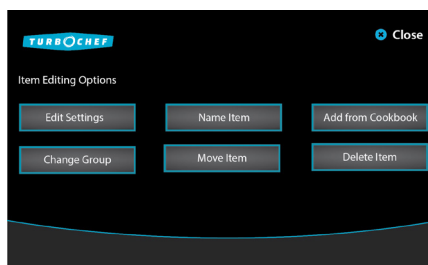 TURBOCHEF
Close
Item Editing Options
Edit Settings
Name Item
Add from Cookbook
Change Group
Move Item
Delete Item